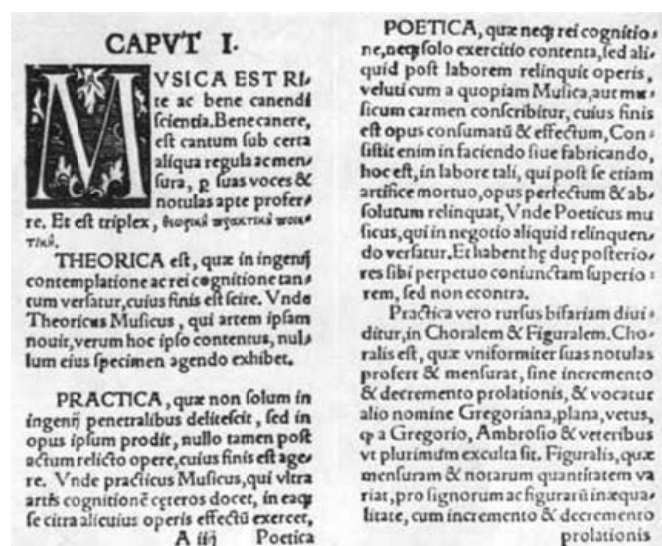 CAPVT I.
MVSICA EST RI⸗
te ac bene canendi
ſcientia. Bene canere,
eſt cantum ſub certa
aliqua regula ac men⸗
ſura, ꝑ ſuas voces &
notulas apte profer⸗
re. Et eſt triplex, θεωρικὴ πρακτικὴ ποιη⸗
τικὴ.
THEORICA eſt, quæ in ingenij
contemplatione ac rei cognitione tan⸗
tum verſatur, cuius finis eſt ſcire. Vnde
Theoricus Muſicus, qui artem ipſam
nouit, verum hoc ipſo contentus, nul⸗
lum eius ſpecimen agendo exhibet.
PRACTICA, quæ non ſolum in
ingenij penetralibus deliteſcit, ſed in
opus ipſum prodit, nullo tamen poſt
actum relicto opere, cuius finis eſt age⸗
re. Vnde practicus Muſicus, qui vltra
artis cognitionē cęteros docet, in eaqꝫ
ſe citra alicuius operis effectū exercet,
A iij Poetica
POETICA, quæ neqꝫ rei cognitio⸗
ne, neqꝫ ſolo exercitio contenta, ſed ali⸗
quid poſt laborem relinquit operis,
veluti cum a quopiam Muſica, aut mu⸗
ſicum carmen conſcribitur, cuius finis
eſt opus conſumatū & effectum, Con⸗
ſiſtit enim in faciendo ſiue fabricando,
hoc eſt, in labore tali, qui poſt ſe etiam
artifice mortuo, opus perfectum & ab⸗
ſolutum relinquat, Vnde Poeticus mu
ſicus, qui in negotio aliquid relinquen⸗
do verſatur. Et habent hę duę poſterio⸗
res ſibi perpetuo coniunctam ſuperio⸗
rem, ſed non econtra.
Practica vero rurſus bifariam diui⸗
ditur, in Choralem & Figuralem. Cho⸗
ralis eſt, quæ vniformiter ſuas notulas
profert & menſurat, ſine incremento
& decremento prolationis, & vocatur
alio nomine Gregoriana, plana, vetus,
ꝙ a Gregorio, Ambroſio & veteribus
vt plurimum exculta ſit. Figuralis, quæ
menſuram & notarum quantitatem va
riat, pro ſignorum ac figurarū inæqua⸗
litate, cum incremento & decremento
prolationis